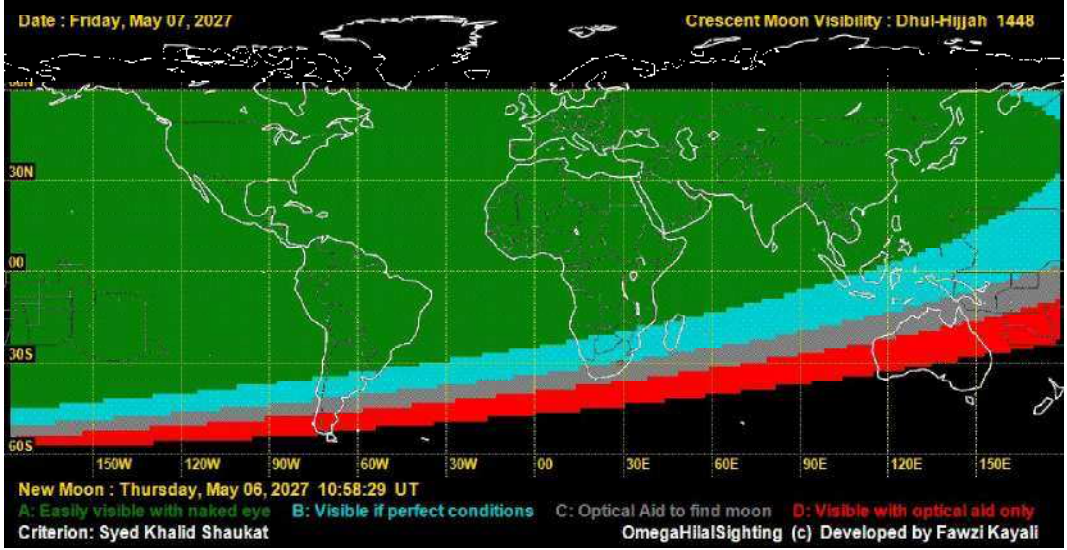 Date : Friday, May 07, 2027
Crescent Moon Visibility : Dhul-Hijjah 1448
60N
30N
00
30S
60S
150W 120W 90W 60W 30W 00 30E 60E 90E 120E 150E
New Moon : Thursday, May 06, 2027 10:58:29 UT
A: Easily visible with naked eye B: Visible if perfect conditions C: Optical Aid to find moon D: Visible with optical aid only
Criterion: Syed Khalid Shaukat OmegaHilalSighting (c) Developed by Fawzi Kayali